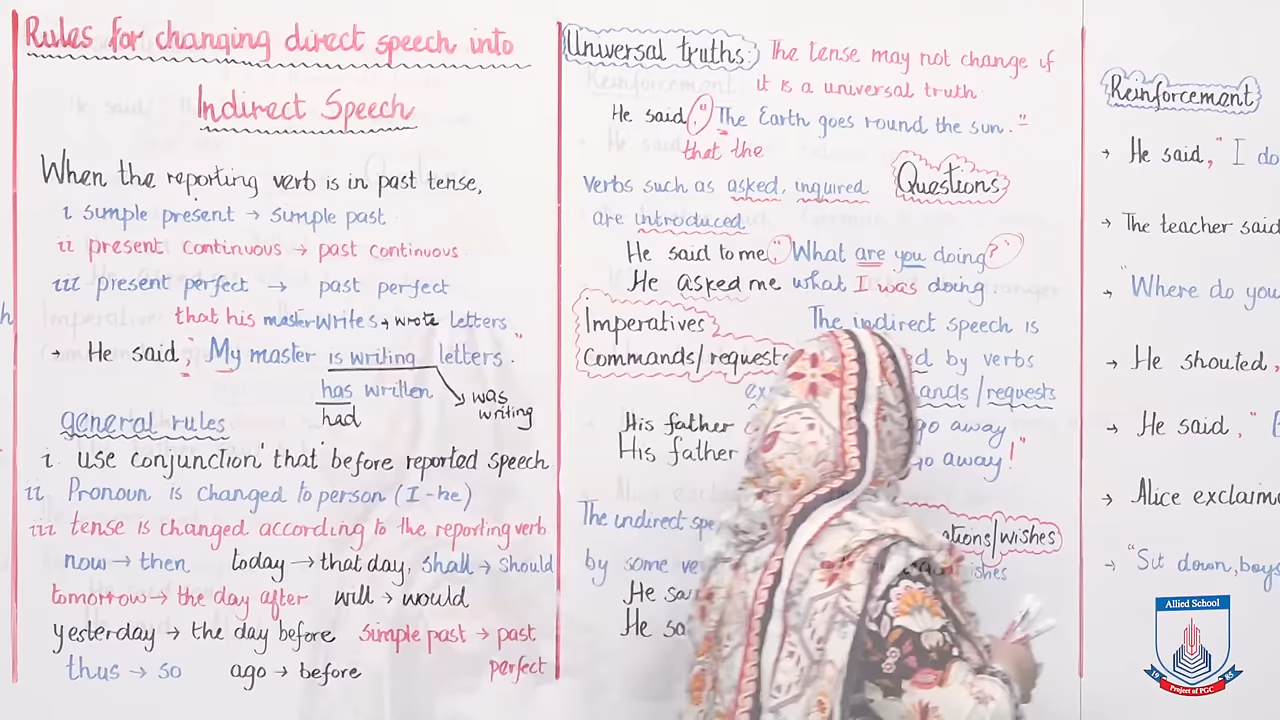 Rules for changing direct speech into
Indirect Speech
When the reporting verb is in past tense,
i simple present → simple past
ii present continuous → past continuous
iii present perfect → past perfect
that his master writes → wrote letters
→ He said, "My master is writing letters."
has written
had
was
writing
general rules
i. use conjunction 'that' before reported speech
ii Pronoun is changed to person (I-he)
iii tense is changed according to the reporting verb
now → then today → that day, shall → should
tomorrow → the day after will → would
yesterday → the day before simple past → past
perfect
thus → so ago → before
Universal truths: The tense may not change if
it is a universal truth
He said, "The Earth goes round the sun."
that the
Questions
verbs such as asked, inquired
are introduced
He said to me, "What are you doing?"
He asked me what I was doing.
Imperatives
Commands/requests
The indirect speech is
by verbs
/requests
His father go away
His father go away!"
The indirect
/wishes
by some
He
He
Reinforcement
→ He said, "I do
→ The teacher said
→ "Where do you
→ He shouted,
→ He said, "
→ Alice
→ "Sit down, boys
Allied School
19 85
Project of PGC